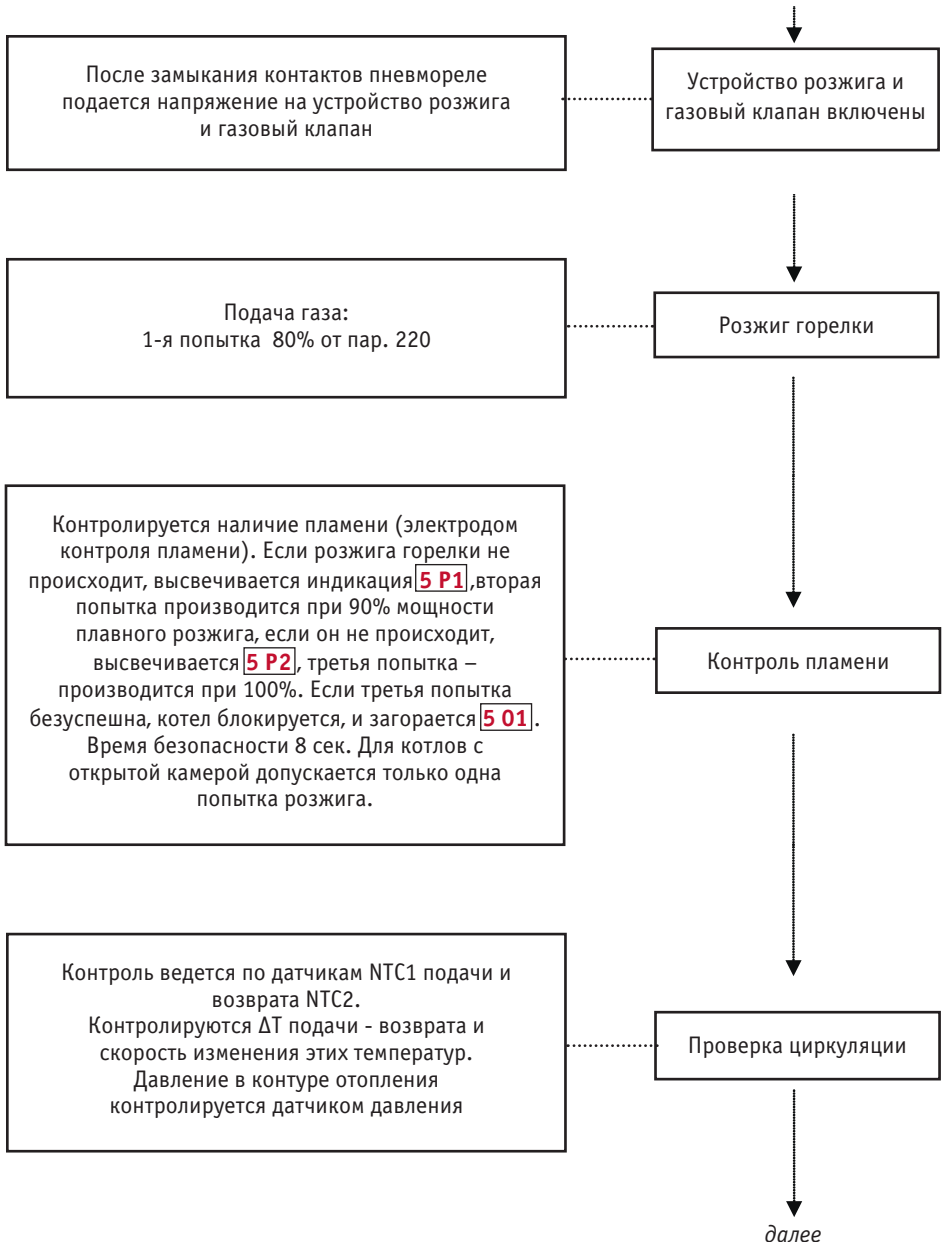 После замыкания контактов пневмореле
подается напряжение на устройство розжига
и газовый клапан
Устройство розжига и
газовый клапан включены
Подача газа:
1-я попытка 80% от пар. 220
Розжиг горелки
Контролируется наличие пламени (электродом
контроля пламени). Если розжига горелки не
происходит, высвечивается индикация 5 P1 ,вторая
попытка производится при 90% мощности
плавного розжига, если он не происходит,
высвечивается 5 P2, третья попытка –
производится при 100%. Если третья попытка
безуспешна, котел блокируется, и загорается 5 01.
Время безопасности 8 сек. Для котлов с
открытой камерой допускается только одна
попытка розжига.
Контроль пламени
Контроль ведется по датчикам NTC1 подачи и
возврата NTC2.
Контролируются ΔT подачи - возврата и
скорость изменения этих температур.
Давление в контуре отопления
контролируется датчиком давления
Проверка циркуляции
далее